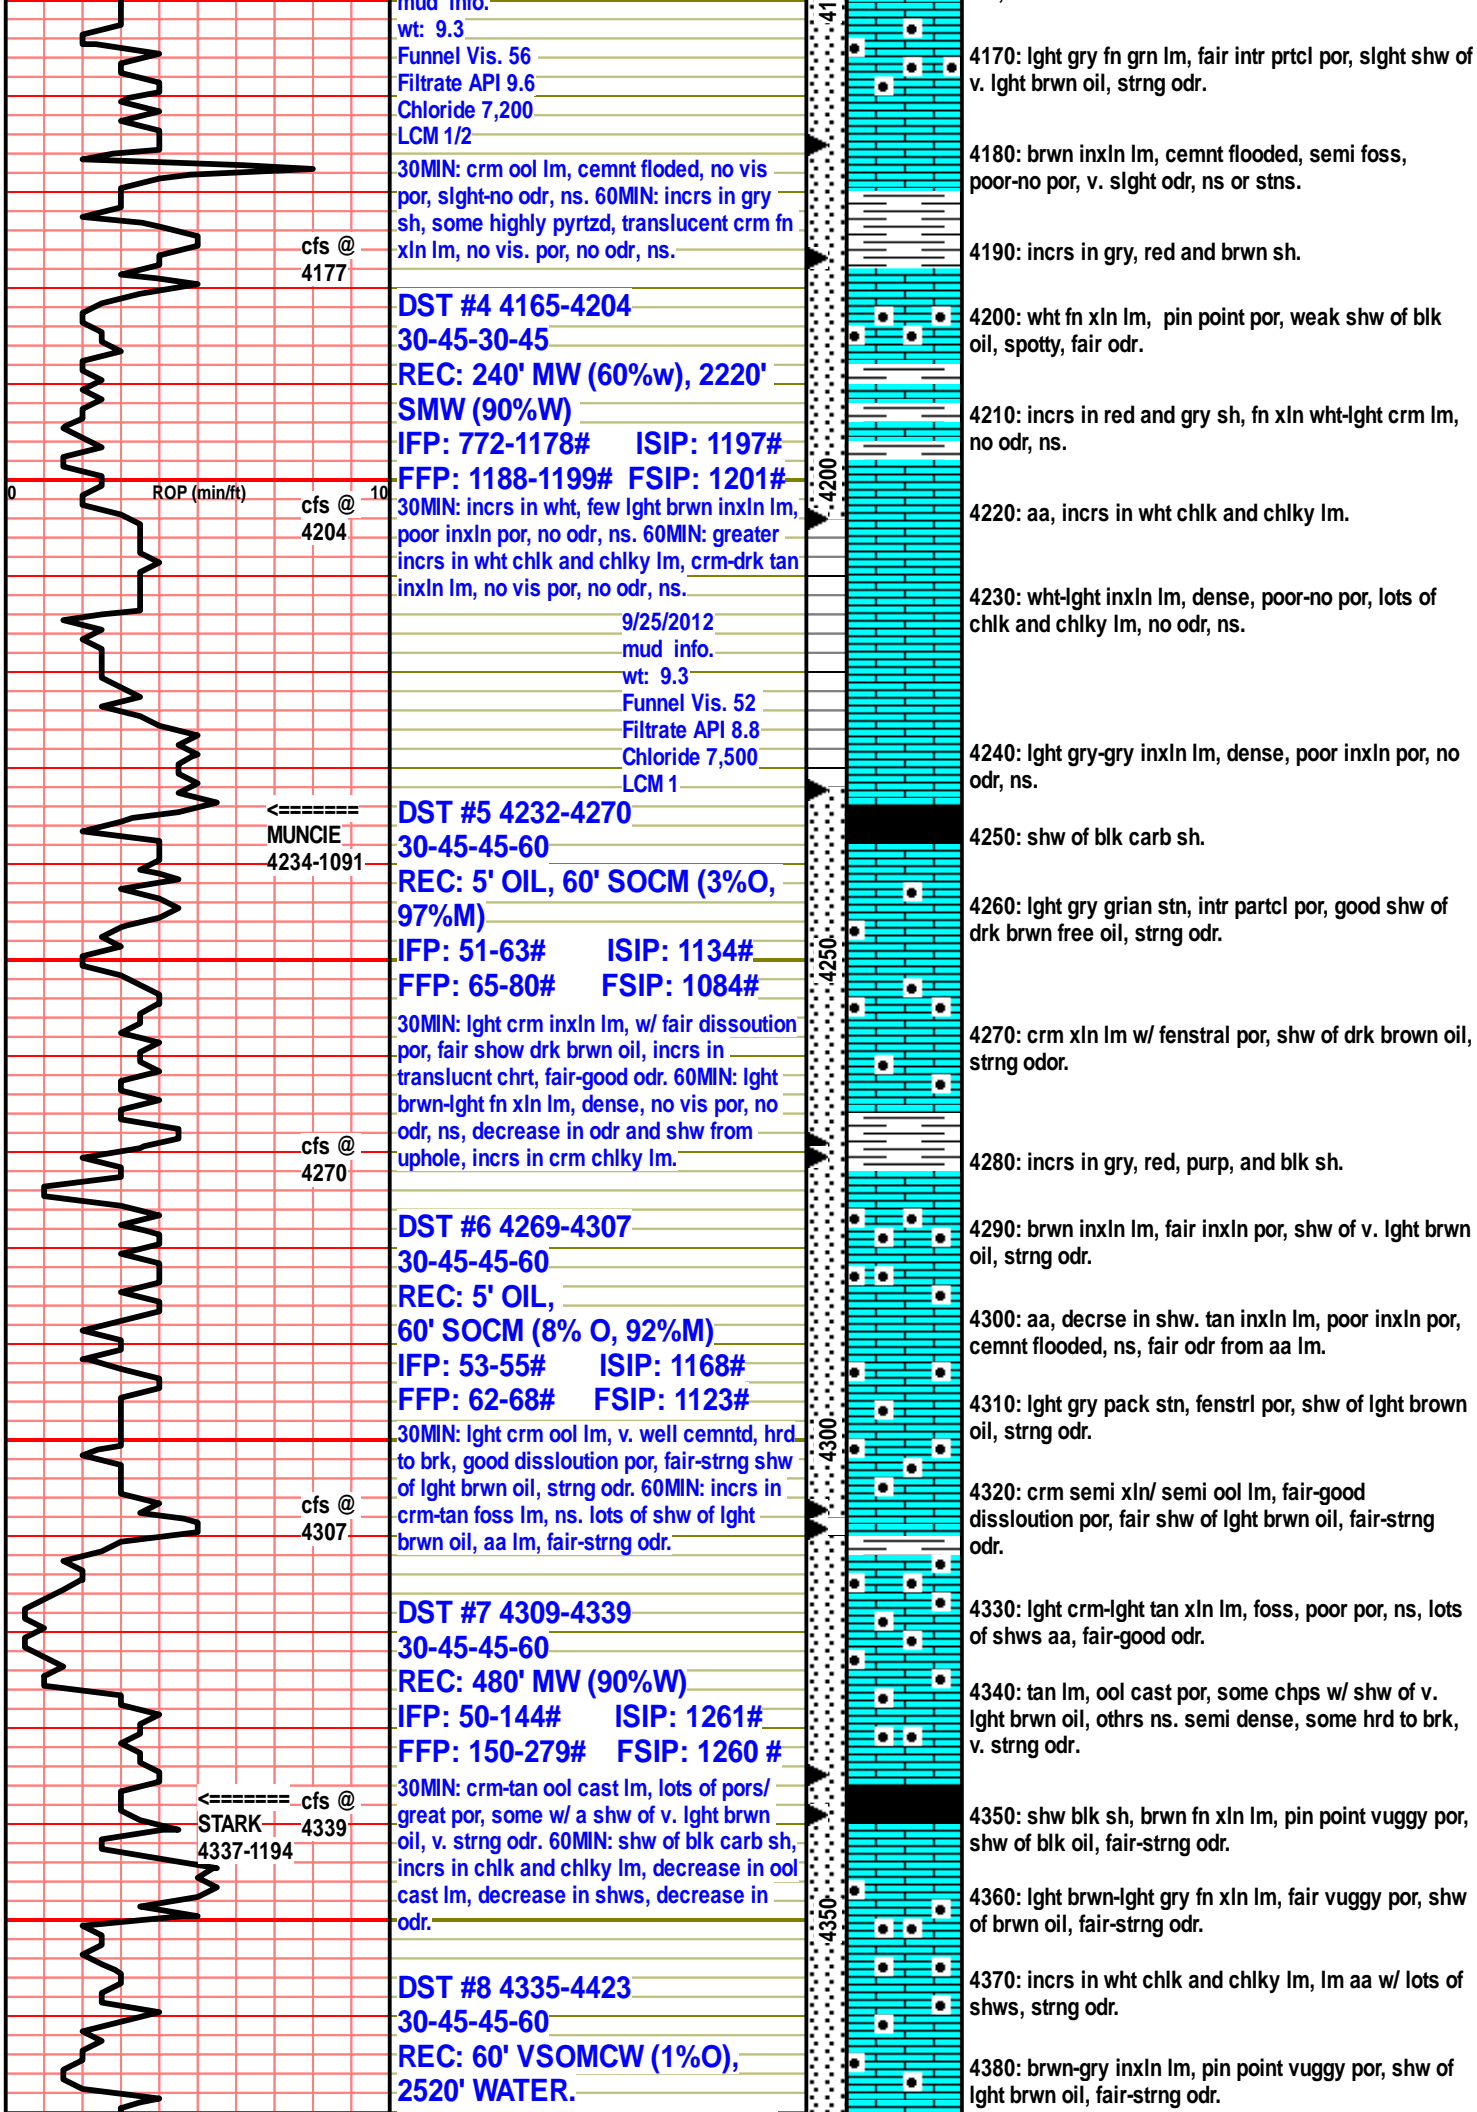 mud info.
wt: 9.3
Funnel Vis. 56
Filtrate API 9.6
Chloride 7,200
LCM 1/2
30MIN: crm ool lm, cemnt floded, no vis
por, slght-no odr, ns. 60MIN: incrs in gry
sh, some highly pyrtzd, translucent crm fn
xln lm, no vis. por, no odr, ns.
cfs @
4177
DST #4 4165-4204
30-45-30-45
REC: 240' MW (60%w), 2220'
SMW (90%W)
IFP: 772-1178# ISIP: 1197#
FFP: 1188-1199# FSIP: 1201#
0 ROP (min/ft) 10
cfs @
4204
30MIN: incrs in wht, few lght brwn inxln lm,
poor inxln por, no odr, ns. 60MIN: greater
incrs in wht chlk and chlky lm, crm-drk tan
inxln lm, no vis por, no odr, ns.
9/25/2012
mud info.
wt: 9.3
Funnel Vis. 52
Filtrate API 8.8
Chloride 7,500
LCM 1
<=======
MUNCIE
4234-1091
DST #5 4232-4270
30-45-45-60
REC: 5' OIL, 60' SOCM (3%O,
97%M)
IFP: 51-63# ISIP: 1134#
FFP: 65-80# FSIP: 1084#
30MIN: lght crm inxln lm, w/ fair dissoution
por, fair show drk brwn oil, incrs in
translucnt chrt, fair-good odr. 60MIN: lght
brwn-lght fn xln lm, dense, no vis por, no
odr, ns, decrease in odr and shw from
uphole, incrs in crm chlky lm.
cfs @
4270
DST #6 4269-4307
30-45-45-60
REC: 5' OIL,
60' SOCM (8% O, 92%M)
IFP: 53-55# ISIP: 1168#
FFP: 62-68# FSIP: 1123#
30MIN: lght crm ool lm, v. well cemntd, hrd
to brk, good dissloution por, fair-strng shw
of lght brwn oil, strng odr. 60MIN: incrs in
crm-tan foss lm, ns. lots of shw of lght
brwn oil, aa lm, fair-strng odr.
cfs @
4307
DST #7 4309-4339
30-45-45-60
REC: 480' MW (90%W)
IFP: 50-144# ISIP: 1261#
FFP: 150-279# FSIP: 1260 #
30MIN: crm-tan ool cast lm, lots of pors/
great por, some w/ a shw of v. lght brwn
oil, v. strng odr. 60MIN: shw of blk carb sh,
incrs in chlk and chlky lm, decrease in ool
cast lm, decrease in shws, decrease in
odr.
<=======
STARK
4337-1194
cfs @
4339
DST #8 4335-4423
30-45-45-60
REC: 60' VSOMCW (1%O),
2520' WATER.
41
4200
4250
4300
4350
4170: lght gry fn grn lm, fair intr prtcl por, slght shw of
v. lght brwn oil, strng odr.
4180: brwn inxln lm, cemnt flooded, semi foss,
poor-no por, v. slght odr, ns or stns.
4190: incrs in gry, red and brwn sh.
4200: wht fn xln lm, pin point por, weak shw of blk
oil, spotty, fair odr.
4210: incrs in red and gry sh, fn xln wht-lght crm lm,
no odr, ns.
4220: aa, incrs in wht chlk and chlky lm.
4230: wht-lght inxln lm, dense, poor-no por, lots of
chlk and chlky lm, no odr, ns.
4240: lght gry-gry inxln lm, dense, poor inxln por, no
odr, ns.
4250: shw of blk carb sh.
4260: lght gry grian stn, intr partcl por, good shw of
drk brwn free oil, strng odr.
4270: crm xln lm w/ fenstral por, shw of drk brown oil,
strng odor.
4280: incrs in gry, red, purp, and blk sh.
4290: brwn inxln lm, fair inxln por, shw of v. lght brwn
oil, strng odr.
4300: aa, decrse in shw. tan inxln lm, poor inxln por,
cemnt flooded, ns, fair odr from aa lm.
4310: lght gry pack stn, fenstrl por, shw of lght brown
oil, strng odr.
4320: crm semi xln/ semi ool lm, fair-good
dissloution por, fair shw of lght brwn oil, fair-strng
odr.
4330: lght crm-lght tan xln lm, foss, poor por, ns, lots
of shws aa, fair-good odr.
4340: tan lm, ool cast por, some chps w/ shw of v.
lght brwn oil, othrs ns. semi dense, some hrd to brk,
v. strng odr.
4350: shw blk sh, brwn fn xln lm, pin point vuggy por,
shw of blk oil, fair-strng odr.
4360: lght brwn-lght gry fn xln lm, fair vuggy por, shw
of brwn oil, fair-strng odr.
4370: incrs in wht chlk and chlky lm, lm aa w/ lots of
shws, strng odr.
4380: brwn-gry inxln lm, pin point vuggy por, shw of
lght brwn oil, fair-strng odr.